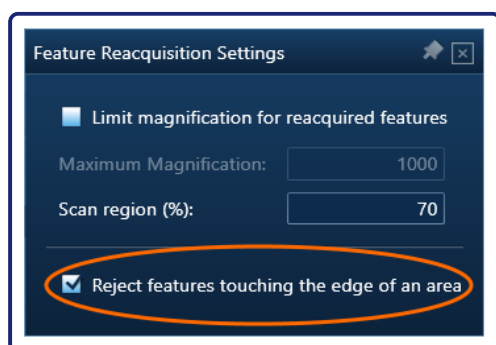 Feature Reacquisition Settings
Limit magnification for reacquired features
Maximum Magnification: 1000
Scan region (%): 70
Reject features touching the edge of an area